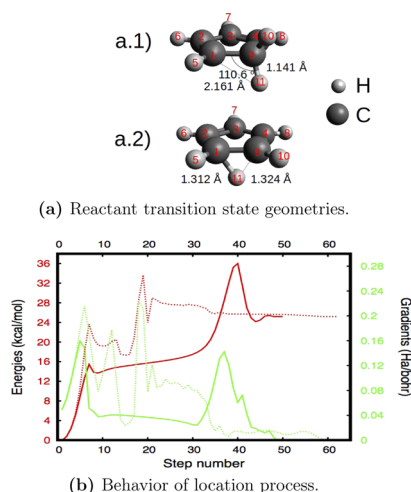 7
a.1)
6 2 3 4 10 8
1 9
5
1.141 Å
110.6 °
11
2.161 Å
H
C
7
a.2)
6 2 3 4 8
1 9
5 10
1.312 Å 11 1.324 Å
(a) Reactant transition state geometries.
0 10 20 30 40 50 60
36 0.28
32 0.24
28
24 0.2
20 0.16
16 0.12
12
8 0.08
4 0.04
0 0
Energies (kcal/mol)
Gradients (Ha/bohr)
0 10 20 30 40 50 60
Step number
(b) Behavior of location process.